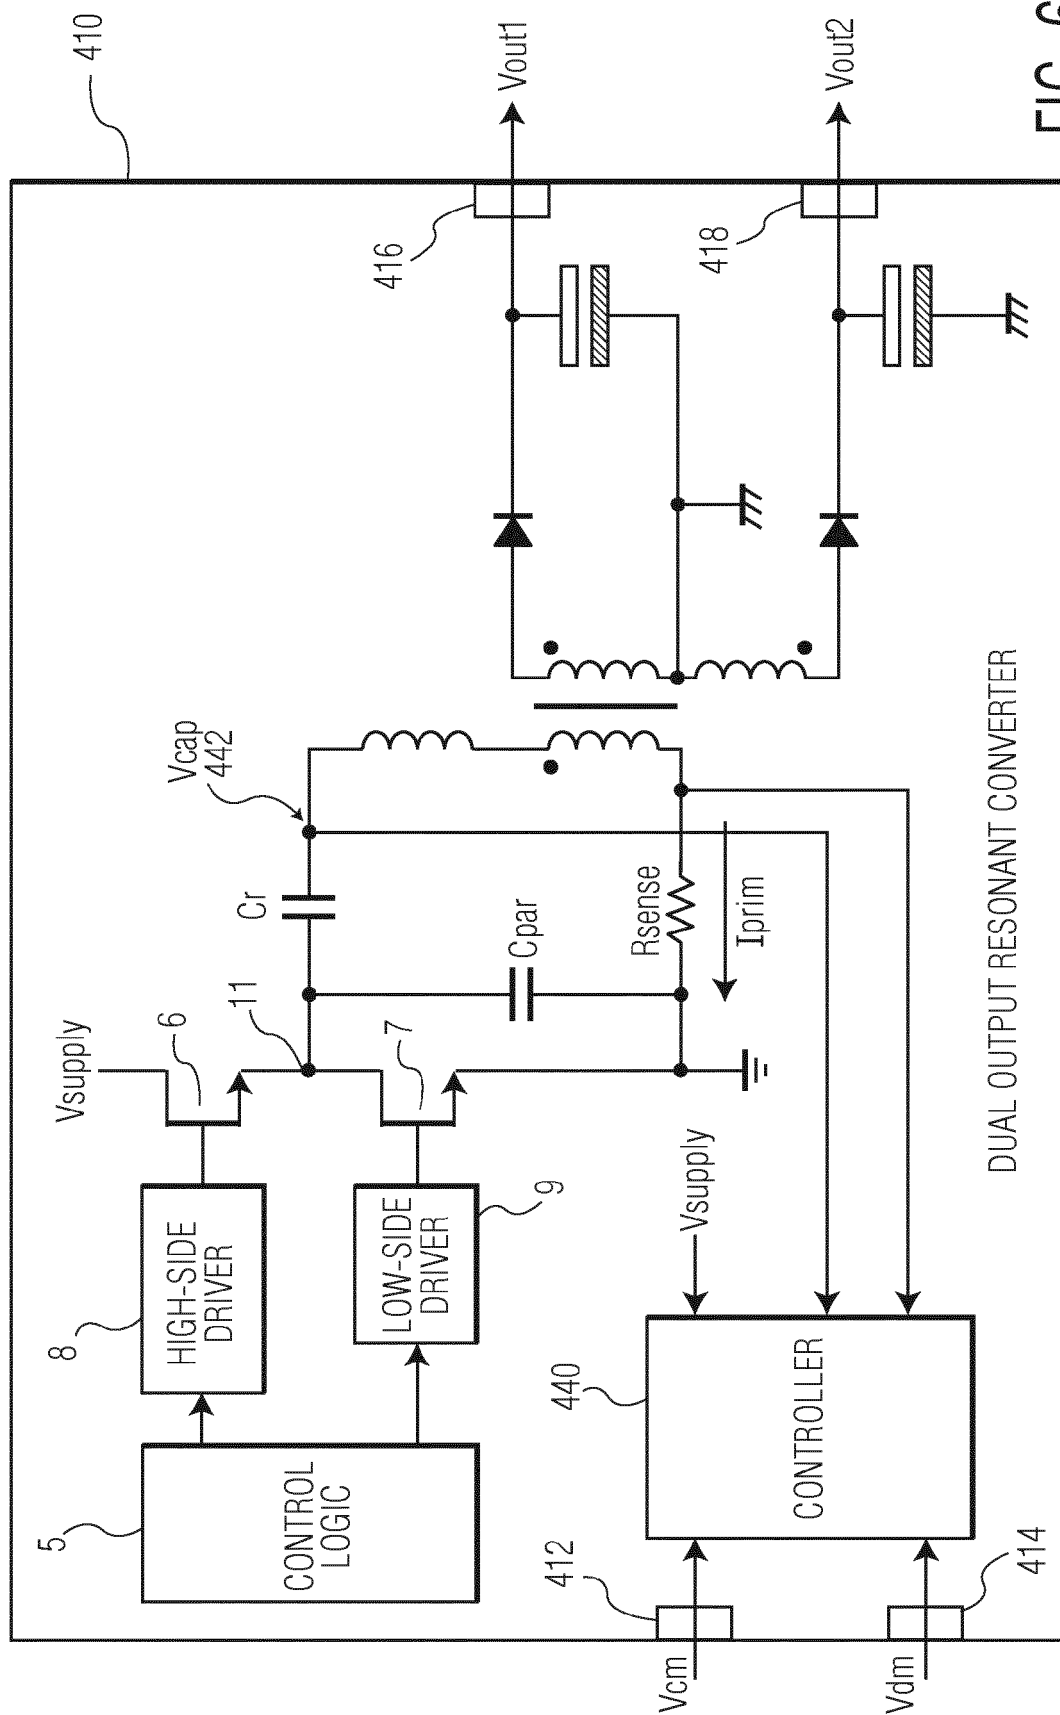 410
Vsupply
6
11
7
8
HIGH-SIDE
DRIVER
LOW-SIDE
DRIVER
9
5
CONTROL
LOGIC
Cr
Cpar
Vcap
442
Rsense
Iprim
416
Vout1
418
Vout2
Vsupply
440
CONTROLLER
412
Vcm
414
Vdm
DUAL OUTPUT RESONANT CONVERTER
FIG.